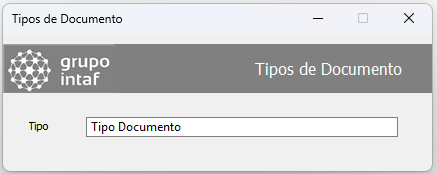 Tipos de Documento
grupo
intaf
Tipos de Documento
Tipo
Tipo Documento